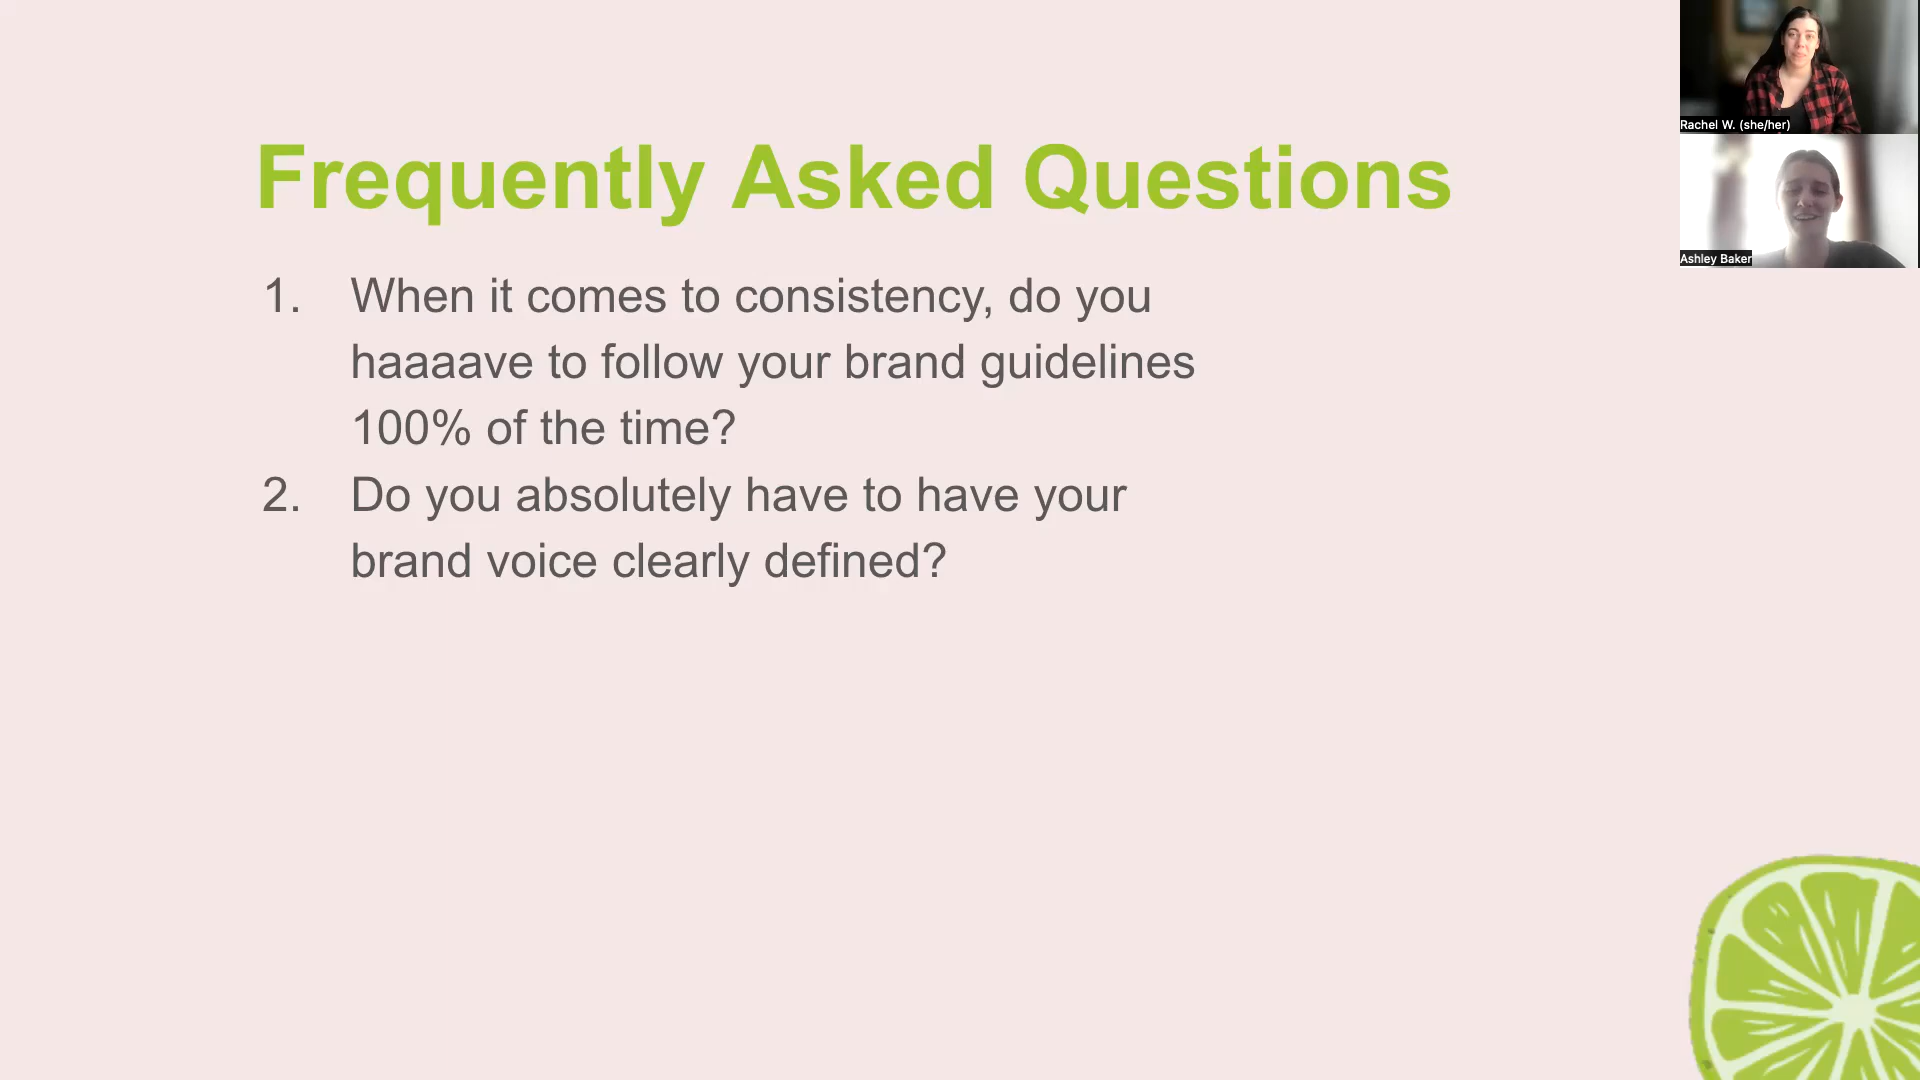 Frequently Asked Questions
1. When it comes to consistency, do you
haaaave to follow your brand guidelines
100% of the time?
2. Do you absolutely have to have your
brand voice clearly defined?
Rachel W. (she/her)
Ashley Baker